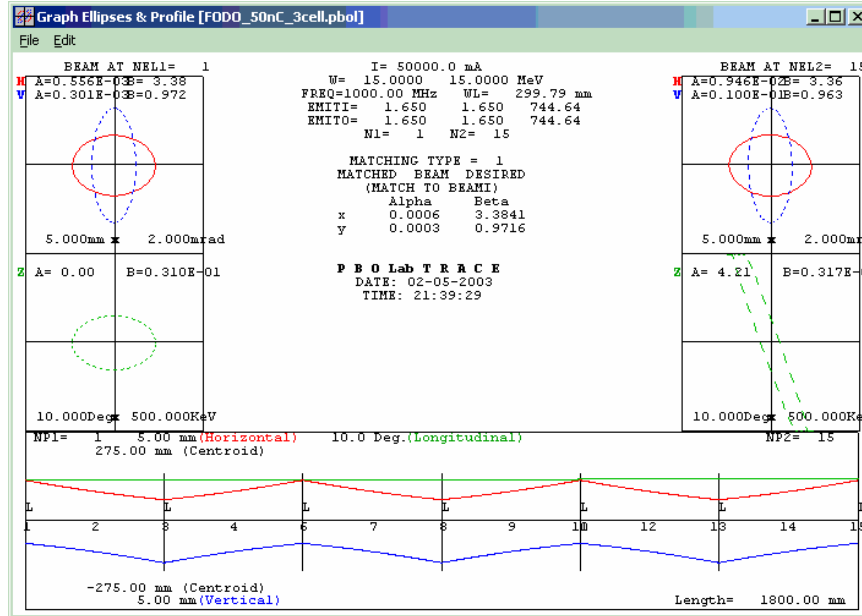 Graph Ellipses & Profile [FODO_50nC_3cell.pbol]
File Edit
BEAM AT NEL1= 1
H A=0.556E-03B= 3.38
V A=0.301E-03B=0.972
I= 50000.0 mA
W= 15.0000 15.0000 MeV
FREQ=1000.00 MHz WL= 299.79 mm
EMITI= 1.650 1.650 744.64
EMITO= 1.650 1.650 744.64
N1= 1 N2= 15
BEAM AT NEL2= 15
H A=0.946E-02B= 3.36
V A=0.100E-01B=0.963
MATCHING TYPE = 1
MATCHED BEAM DESIRED
(MATCH TO BEAMI)
Alpha Beta
x 0.0006 3.3841
y 0.0003 0.9716
5.000mm x 2.000mrad
5.000mm x 2.000mr
Z A= 0.00 B=0.310E-01
P B O Lab T R A C E
DATE: 02-05-2003
TIME: 21:39:29
Z A= 4.21 B=0.317E-
10.000Deg x 500.000KeV
10.000Deg x 500.000Ke
NP1= 1 5.00 mm(Horizontal) 10.0 Deg.(Longitudinal) NP2= 15
275.00 mm (Centroid)
L L L L L L L
1 2 3 4 6 7 8 9 10 12 13 14 15
-275.00 mm (Centroid)
5.00 mm(Vertical) Length= 1800.00 mm